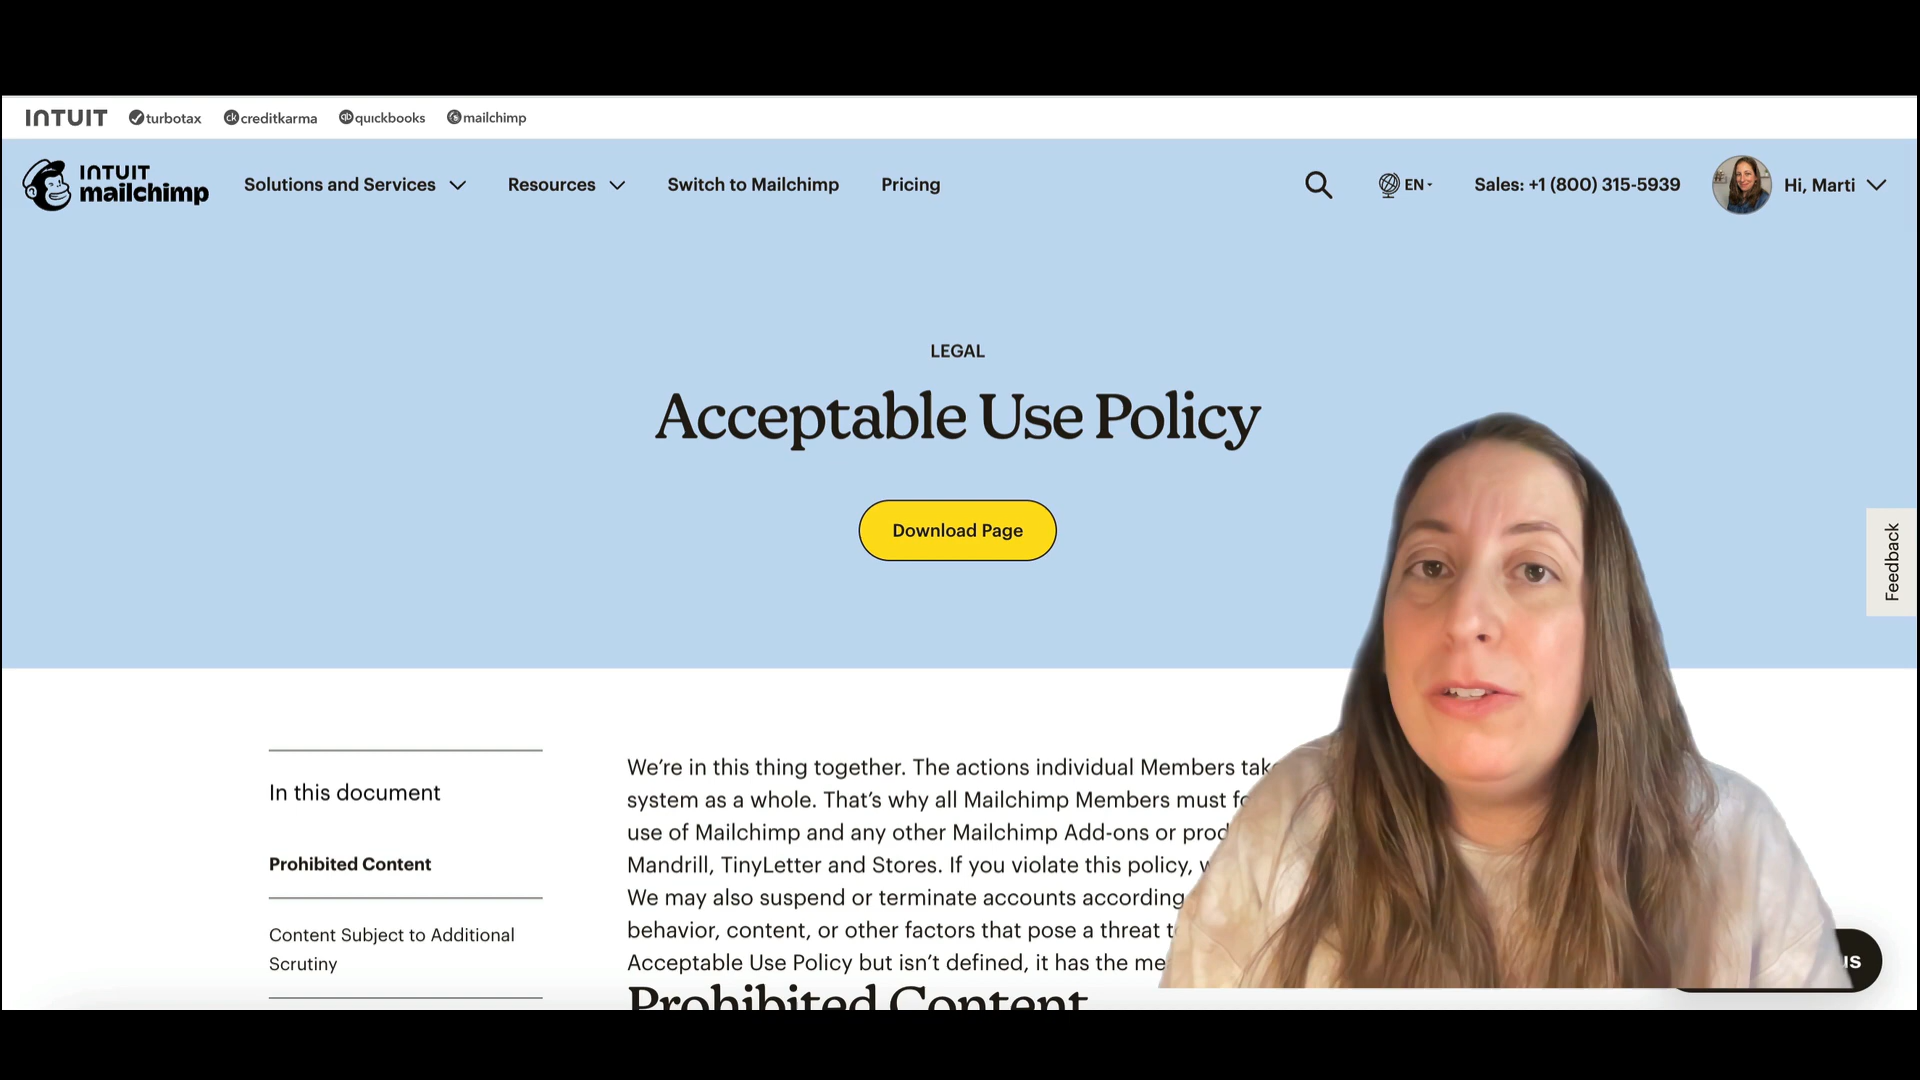 INTUIT turbotax creditkarma quickbooks mailchimp
INTUIT
mailchimp
Solutions and Services Resources Switch to Mailchimp Pricing EN Sales: +1 (800) 315-5939 Hi, Marti
LEGAL
Acceptable Use Policy
Download Page
Feedback
In this document
Prohibited Content
Content Subject to Additional
Scrutiny
We’re in this thing together. The actions individual Members
system as a whole. That’s why all Mailchimp Members must
use of Mailchimp and any other Mailchimp Add-ons or
Mandrill, TinyLetter and Stores. If you violate this policy,
We may also suspend or terminate accounts according
behavior, content, or other factors that pose a threat
Acceptable Use Policy but isn’t defined, it has the
Prohibited Content
us